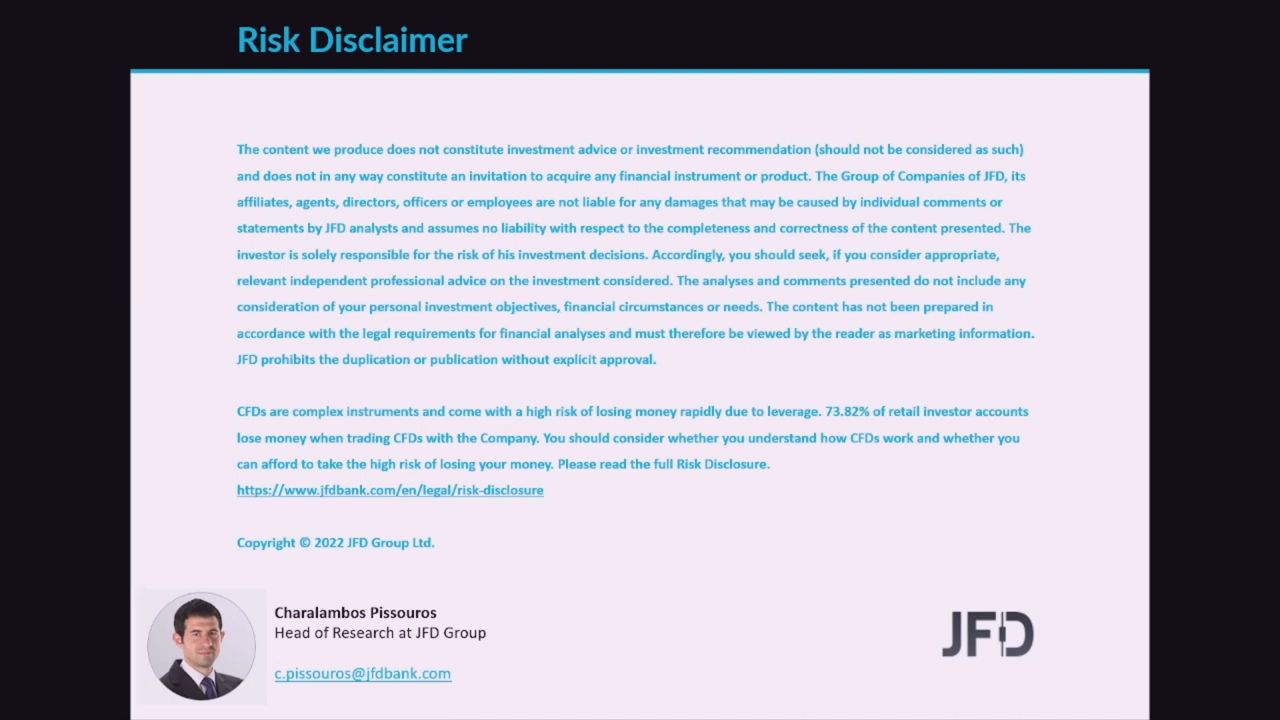 Risk Disclaimer
The content we produce does not constitute investment advice or investment recommendation (should not be considered as such)
and does not in any way constitute an invitation to acquire any financial instrument or product. The Group of Companies of JFD, its
affiliates, agents, directors, officers or employees are not liable for any damages that may be caused by individual comments or
statements by JFD analysts and assumes no liability with respect to the completeness and correctness of the content presented. The
investor is solely responsible for the risk of his investment decisions. Accordingly, you should seek, if you consider appropriate,
relevant independent professional advice on the investment considered. The analyses and comments presented do not include any
consideration of your personal investment objectives, financial circumstances or needs. The content has not been prepared in
accordance with the legal requirements for financial analyses and must therefore be viewed by the reader as marketing information.
JFD prohibits the duplication or publication without explicit approval.
CFDs are complex instruments and come with a high risk of losing money rapidly due to leverage. 73.82% of retail investor accounts
lose money when trading CFDs with the Company. You should consider whether you understand how CFDs work and whether you
can afford to take the high risk of losing your money. Please read the full Risk Disclosure.
https://www.jfdbank.com/en/legal/risk-disclosure
Copyright © 2022 JFD Group Ltd.
Charalambos Pissouros
Head of Research at JFD Group
c.pissouros@jfdbank.com
JFD